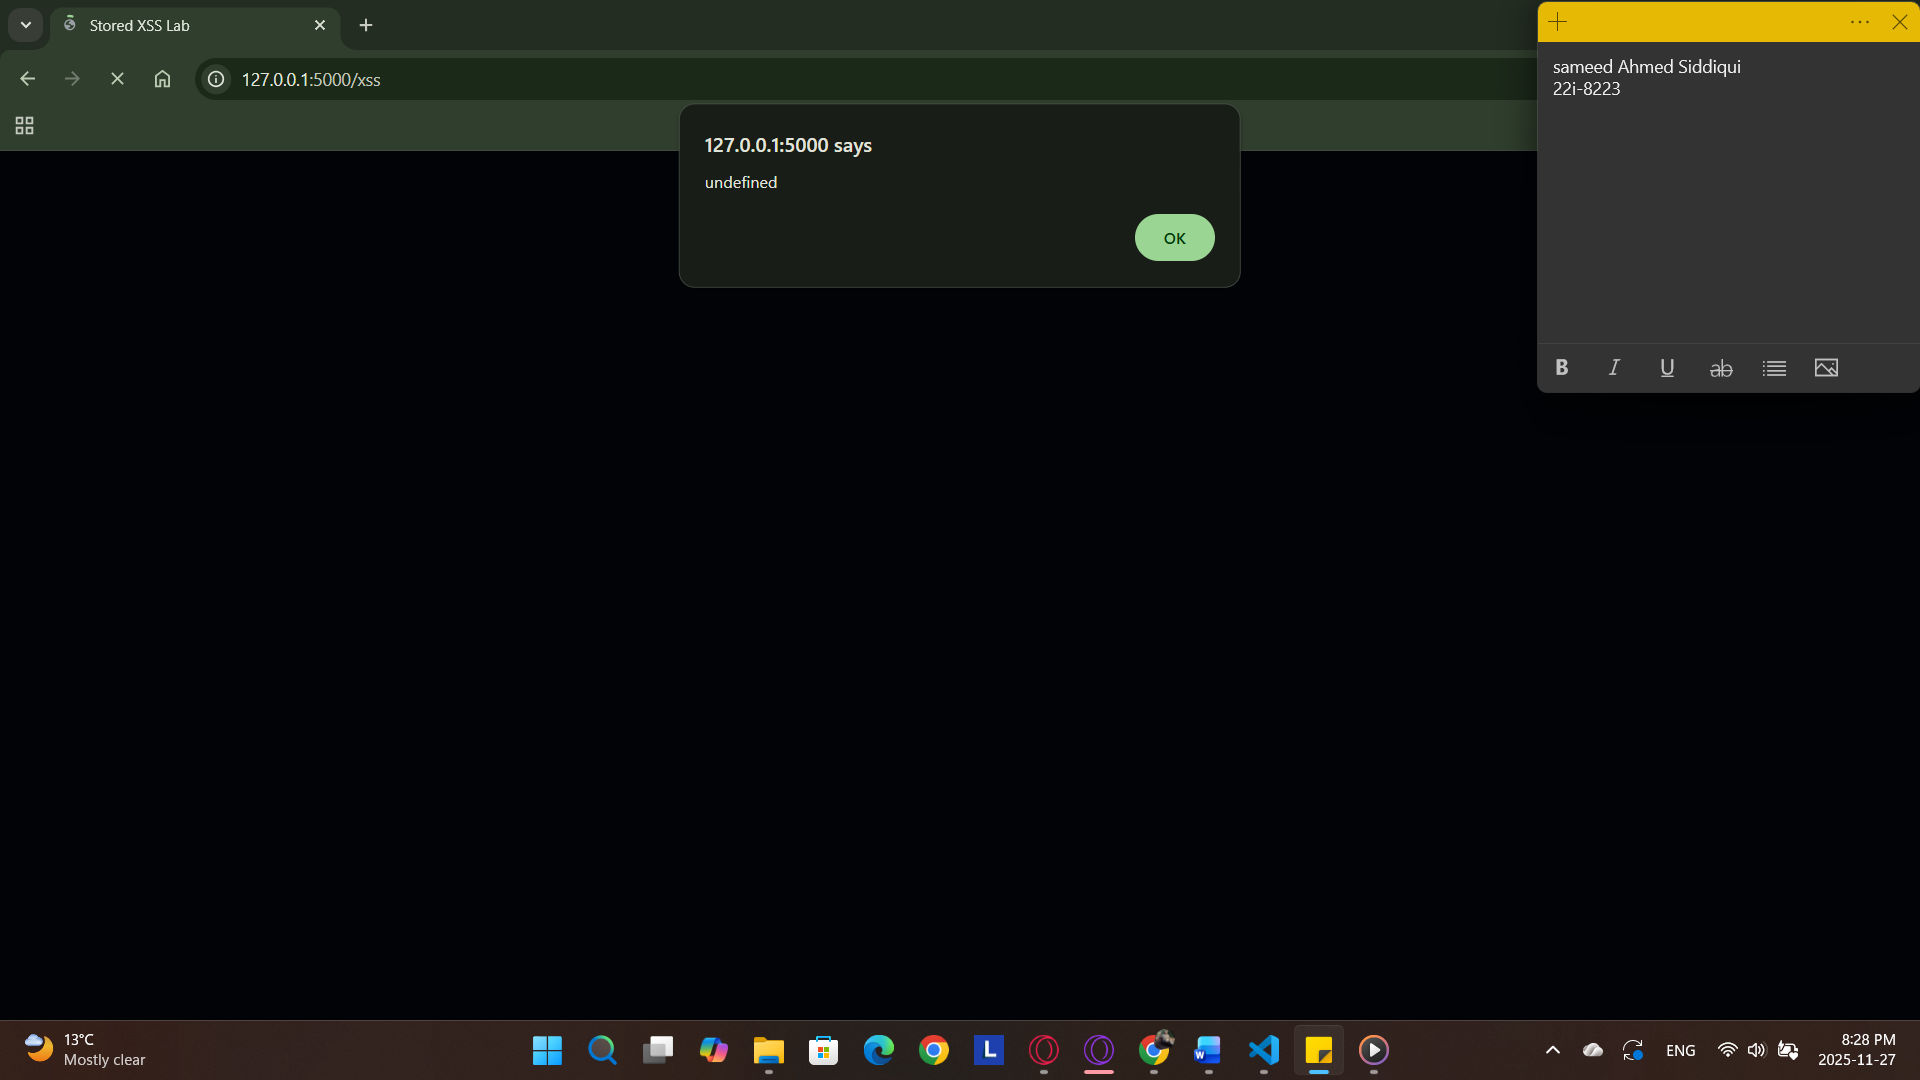 Stored XSS Lab
127.0.0.1:5000/xss
127.0.0.1:5000 says
undefined
OK
sameed Ahmed Siddiqui
22i-8223
B I U ab
13°C
Mostly clear
L
W
ENG
8:28 PM
2025-11-27